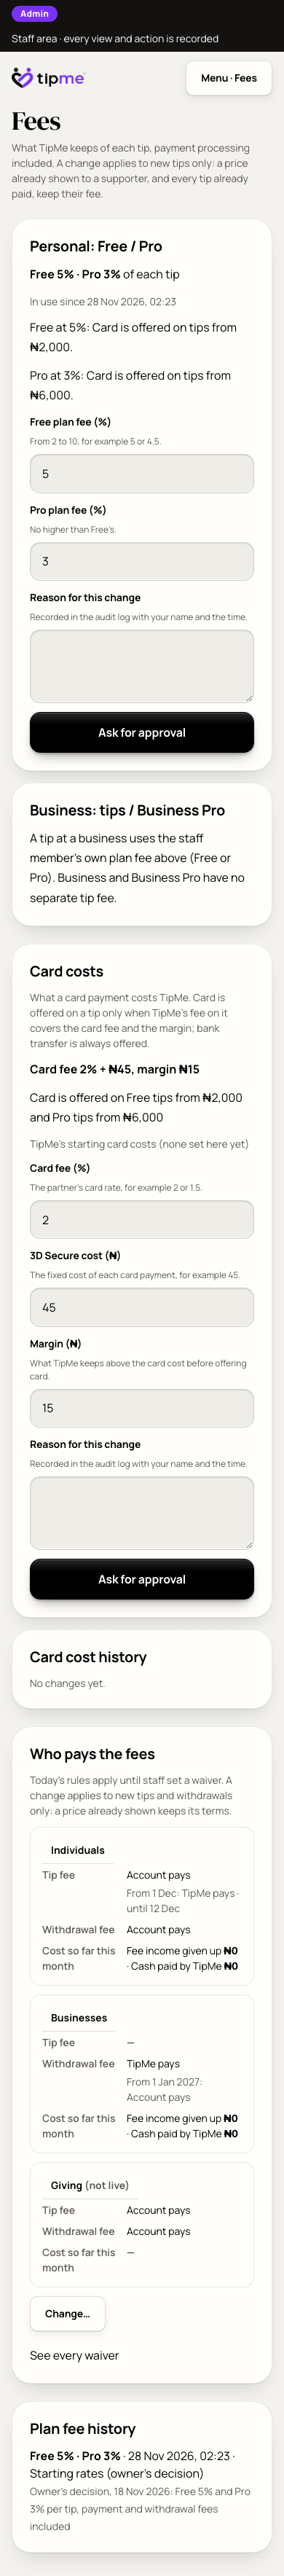 Admin
Staff area · every view and action is recorded
tipme
Menu · Fees
Fees
What TipMe keeps of each tip, payment processing
included. A change applies to new tips only: a price
already shown to a supporter, and every tip already
paid, keep their fee.
Personal: Free / Pro
Free 5% · Pro 3% of each tip
In use since 28 Nov 2026, 02:23
Free at 5%: Card is offered on tips from
₦2,000.
Pro at 3%: Card is offered on tips from
₦6,000.
Free plan fee (%)
From 2 to 10, for example 5 or 4.5.
5
Pro plan fee (%)
No higher than Free's.
3
Reason for this change
Recorded in the audit log with your name and the time.
Ask for approval
Business: tips / Business Pro
A tip at a business uses the staff
member's own plan fee above (Free or
Pro). Business and Business Pro have no
separate tip fee.
Card costs
What a card payment costs TipMe. Card is
offered on a tip only when TipMe's fee on it
covers the card fee and the margin; bank
transfer is always offered.
Card fee 2% + ₦45, margin ₦15
Card is offered on Free tips from ₦2,000
and Pro tips from ₦6,000
TipMe's starting card costs (none set here yet)
Card fee (%)
The partner's card rate, for example 2 or 1.5.
2
3D Secure cost (₦)
The fixed cost of each card payment, for example 45.
45
Margin (₦)
What TipMe keeps above the card cost before offering
card.
15
Reason for this change
Recorded in the audit log with your name and the time.
Ask for approval
Card cost history
No changes yet.
Who pays the fees
Today's rules apply until staff set a waiver. A
change applies to new tips and withdrawals
only: a price already shown keeps its terms.
Individuals
Tip fee Account pays
From 1 Dec: TipMe pays ·
until 12 Dec
Withdrawal fee Account pays
Cost so far this Fee income given up ₦0
month · Cash paid by TipMe ₦0
Businesses
Tip fee —
Withdrawal fee TipMe pays
From 1 Jan 2027:
Account pays
Cost so far this Fee income given up ₦0
month · Cash paid by TipMe ₦0
Giving (not live)
Tip fee Account pays
Withdrawal fee Account pays
Cost so far this —
month
Change…
See every waiver
Plan fee history
Free 5% · Pro 3% · 28 Nov 2026, 02:23 ·
Starting rates (owner's decision)
Owner's decision, 18 Nov 2026: Free 5% and Pro
3% per tip, payment and withdrawal fees
included